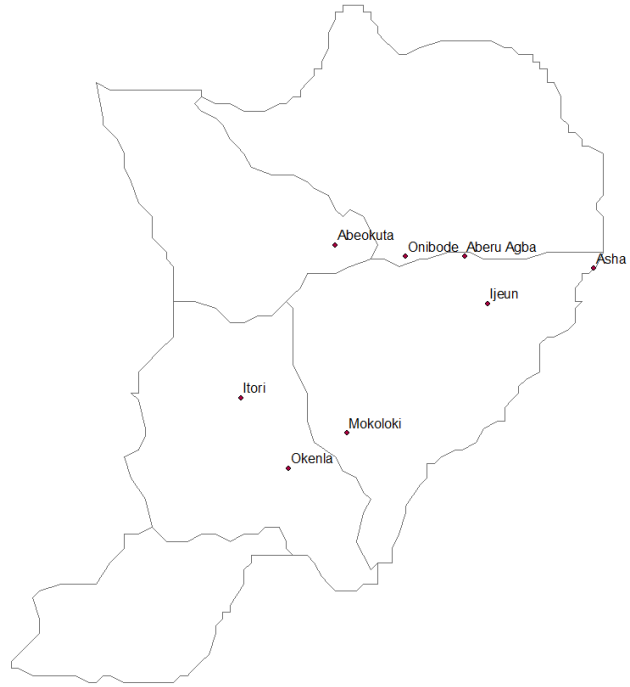 Abeokuta
Onibode
Aberu Agba
Asha
Ijeun
Itori
Mokoloki
Okenla